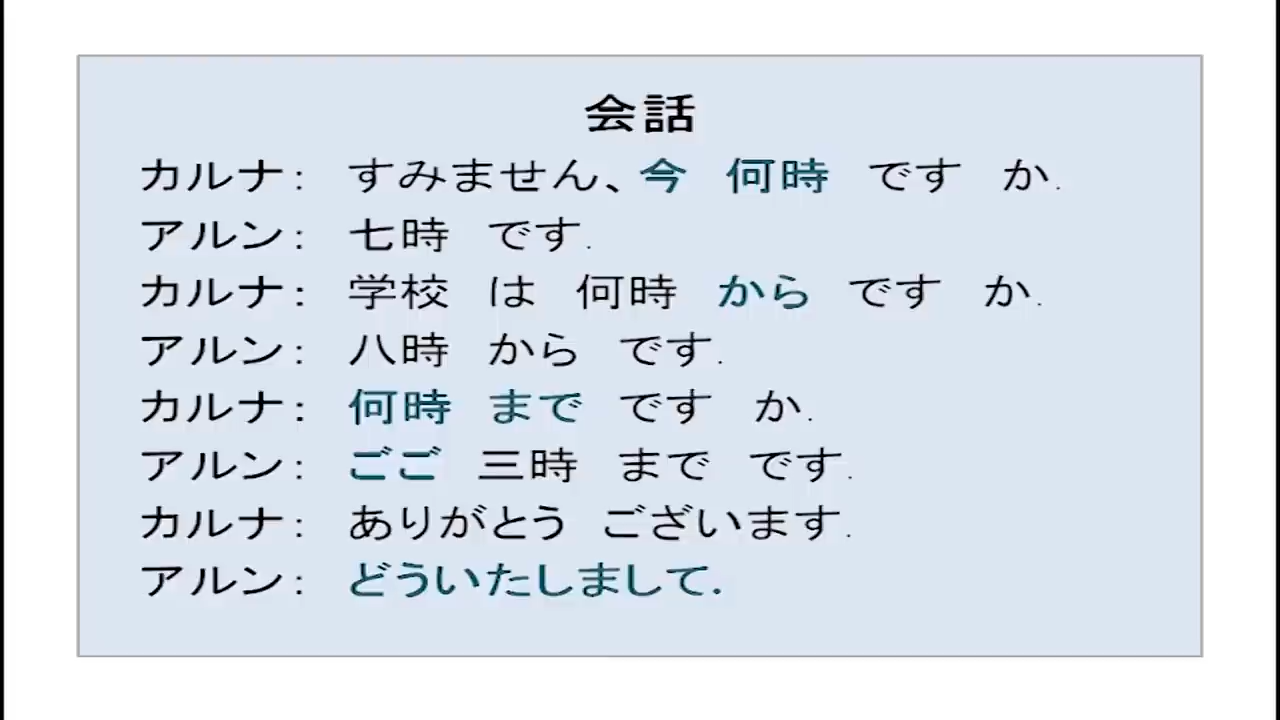 会話
カルナ: すみません、今 何時 です か.
アルン: 七時 です.
カルナ: 学校 は 何時 から です か.
アルン: 八時 から です.
カルナ: 何時 まで です か.
アルン: ごご 三時 まで です.
カルナ: ありがとう ございます.
アルン: どういたしまして.